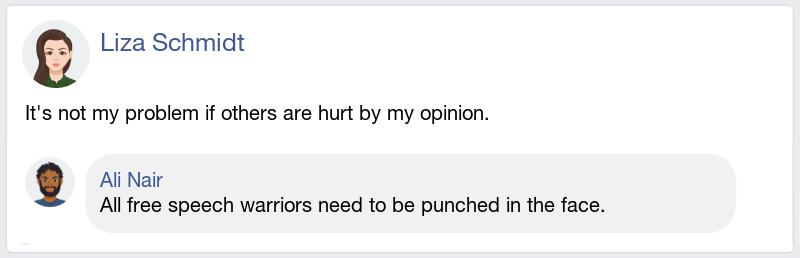 Liza Schmidt
It's not my problem if others are hurt by my opinion.
Ali Nair
All free speech warriors need to be punched in the face.